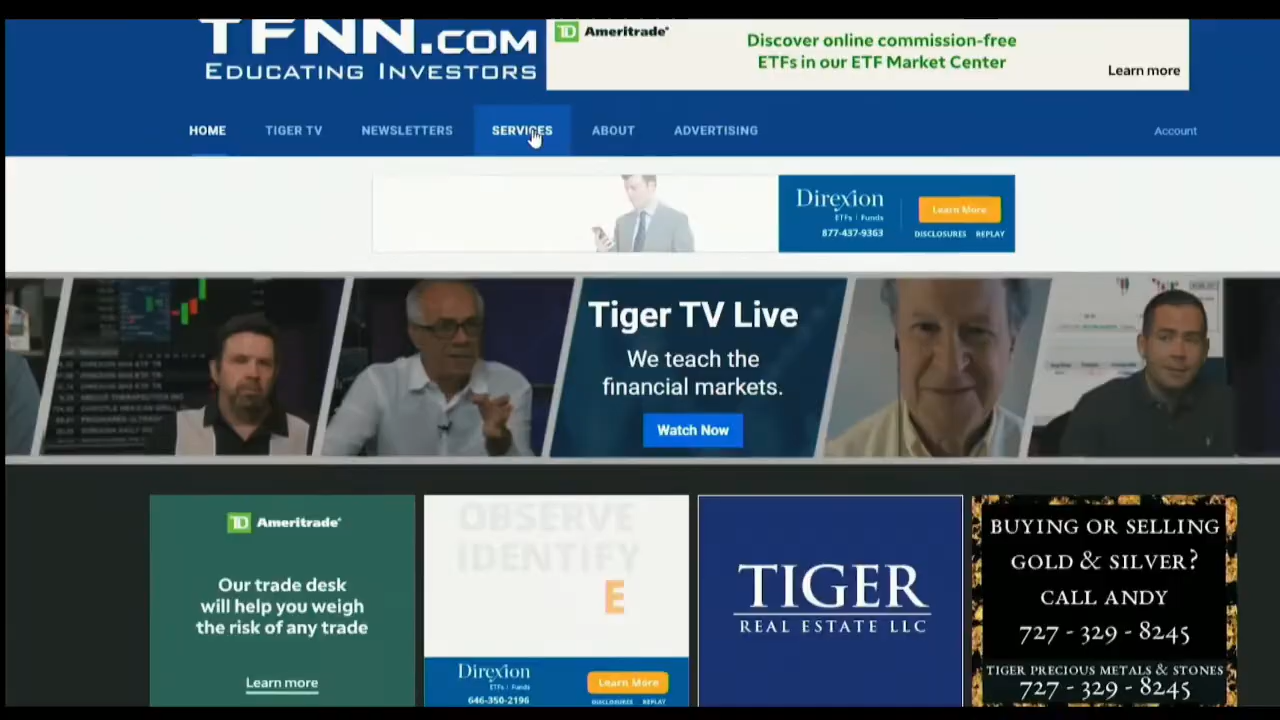 TFNN.COM
EDUCATING INVESTORS
TD Ameritrade
Discover online commission-free
ETFs in our ETF Market Center
Learn more
HOME
TIGER TV
NEWSLETTERS
SERVICES
ABOUT
ADVERTISING
Account
Direxion
ETFs | Funds
877-437-9363
Learn More
DISCLOSURES
REPLAY
Tiger TV Live
We teach the
financial markets.
Watch Now
TD Ameritrade
Our trade desk
will help you weigh
the risk of any trade
Learn more
OBSERVE
IDENTIFY
E
Direxion
ETFs | Funds
646-350-2196
Learn More
DISCLOSURES
REPLAY
TIGER
REAL ESTATE LLC
BUYING OR SELLING
GOLD & SILVER?
CALL ANDY
727 - 329 - 8245
TIGER PRECIOUS METALS & STONES
727 - 329 - 8245